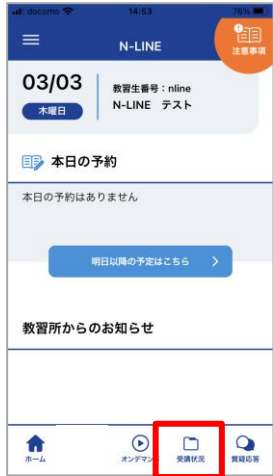 docomo 14:53 76%
N-LINE
注意事項
03/03
木曜日
教習生番号：nline
N-LINE テスト
本日の予約
本日の予約はありません
明日以降の予定はこちら
教習所からのお知らせ
ホーム
オンデマンド
受講状況
質疑応答